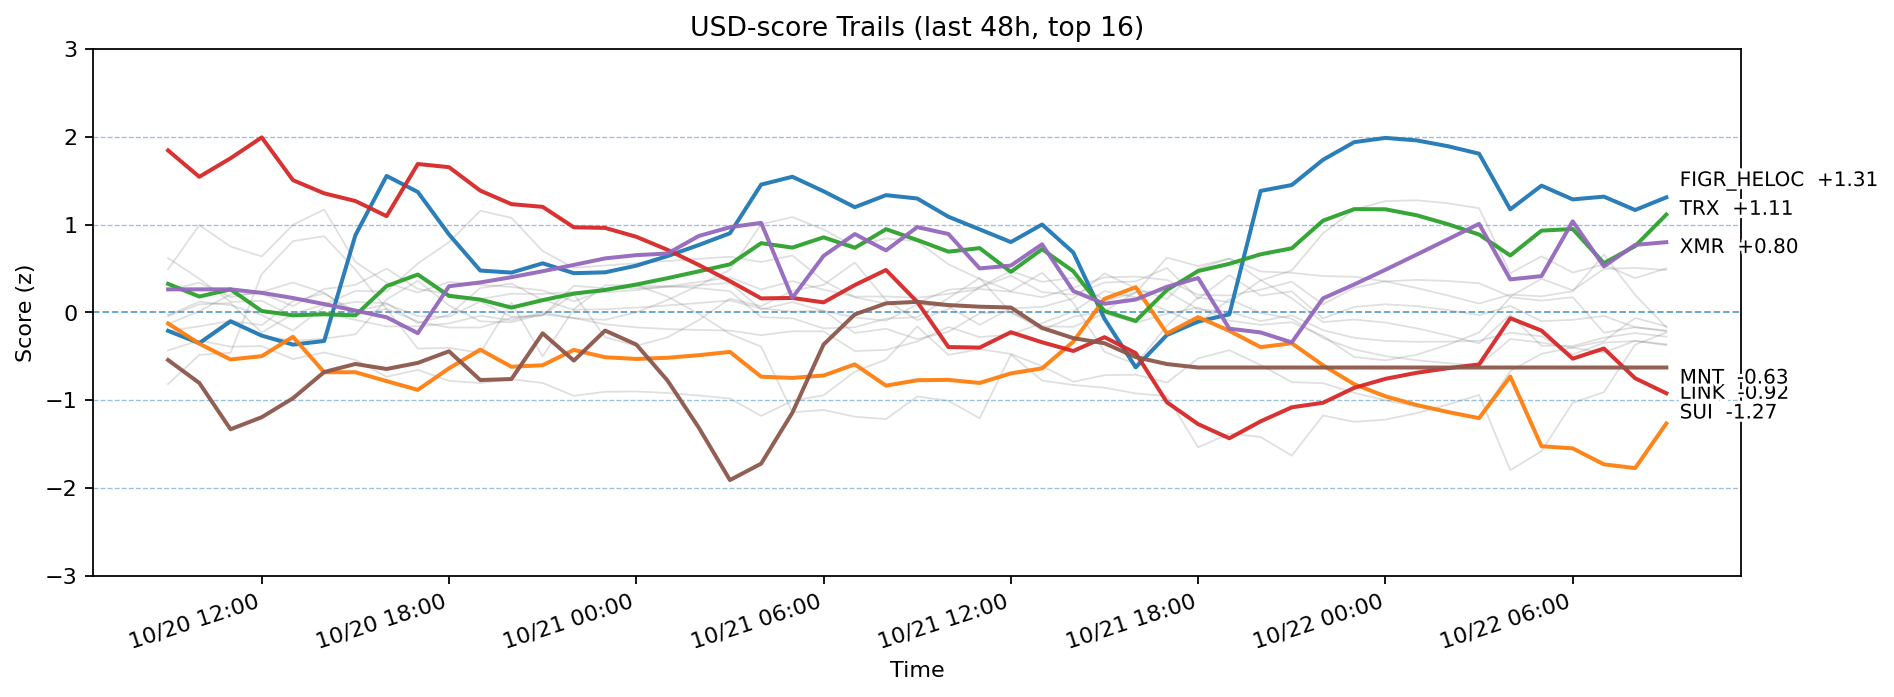 USD-score Trails (last 48h, top 16)
Score (z)
3
2
1
0
−1
−2
−3
FIGR_HELOC +1.31
TRX +1.11
XMR +0.80
MNT -0.63
LINK -0.92
SUI -1.27
10/20 12:00
10/20 18:00
10/21 00:00
10/21 06:00
10/21 12:00
10/21 18:00
10/22 00:00
10/22 06:00
Time